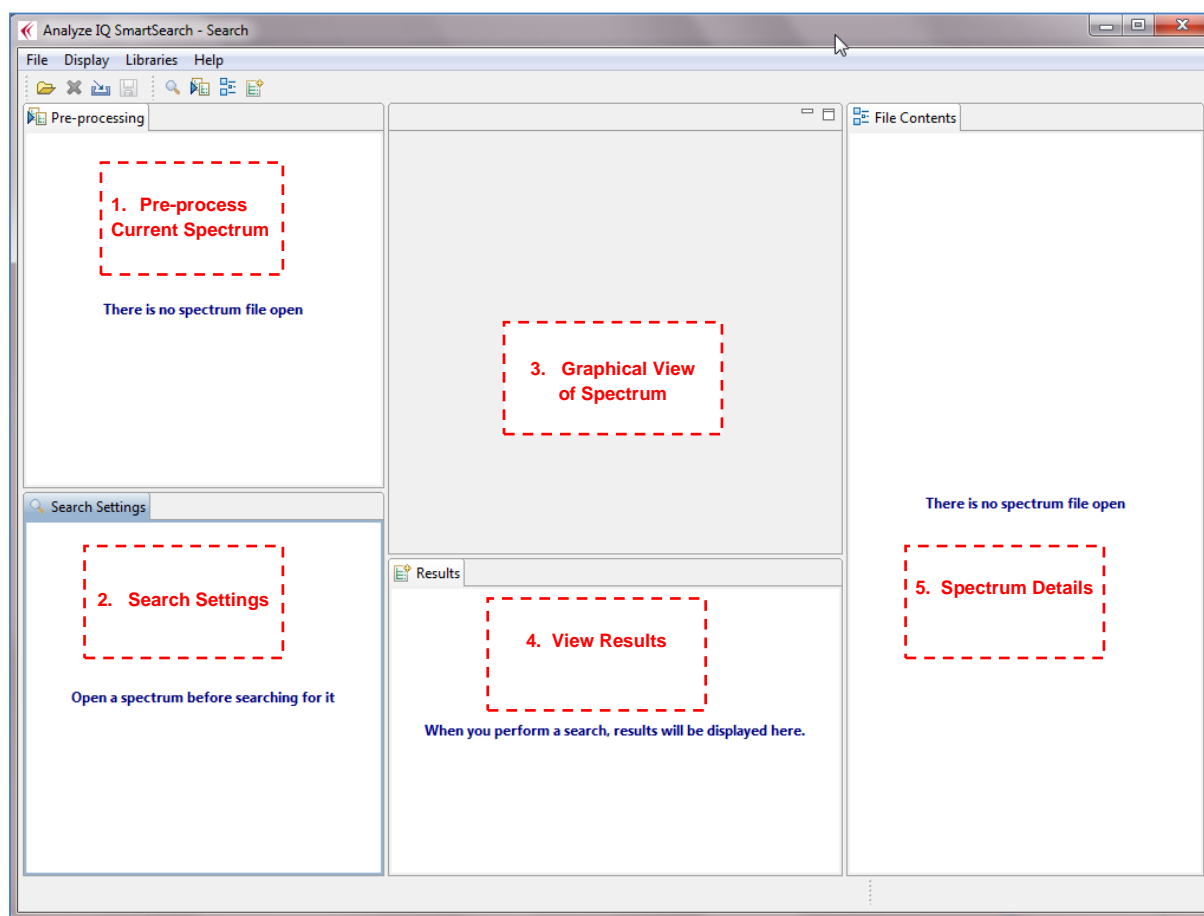 Analyze IQ SmartSearch - Search
File Display Libraries Help
Pre-processing
1. Pre-process
Current Spectrum
There is no spectrum file open
Search Settings
2. Search Settings
Open a spectrum before searching for it
3. Graphical View
of Spectrum
Results
4. View Results
When you perform a search, results will be displayed here.
File Contents
There is no spectrum file open
5. Spectrum Details